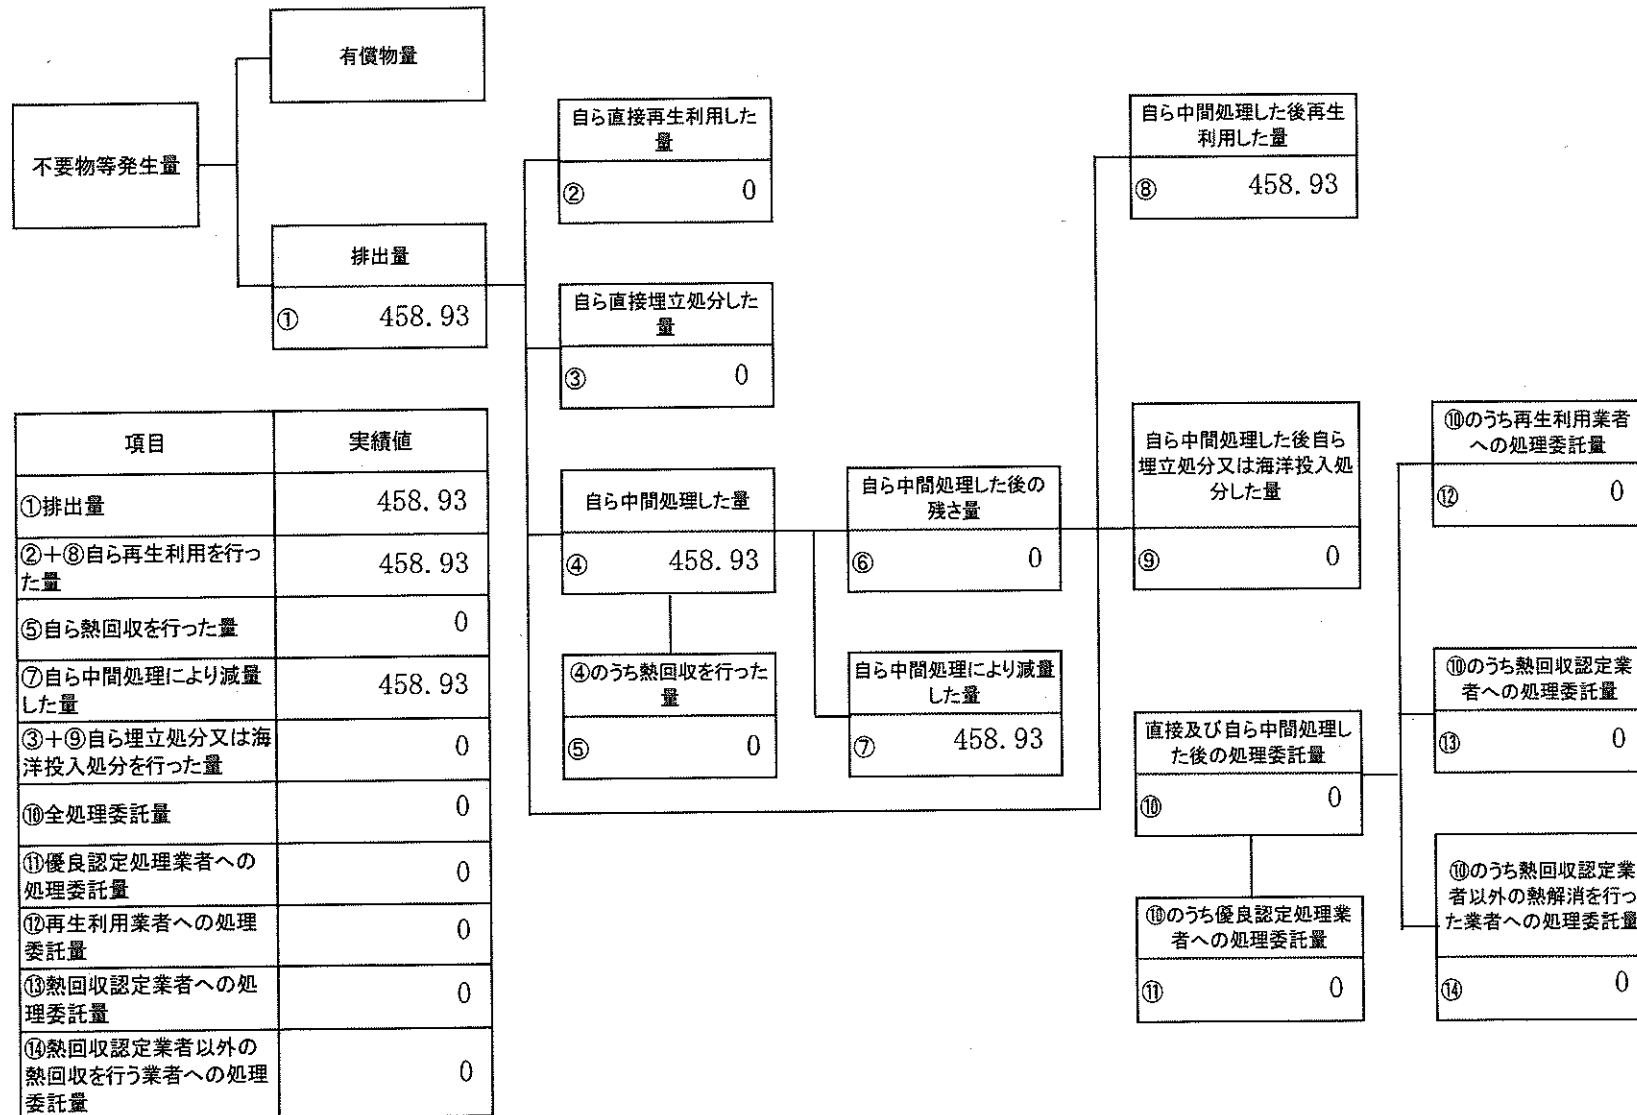 有償物量
不要物等発生量
排出量
① 458.93
自ら直接再生利用した
量
② 0
自ら直接埋立処分した
量
③ 0
自ら中間処理した量
④ 458.93
④のうち熱回収を行った
量
⑤ 0
自ら中間処理した後の
残さ量
⑥ 0
自ら中間処理により減量
した量
⑦ 458.93
自ら中間処理した後再生
利用した量
⑧ 458.93
自ら中間処理した後自ら
埋立処分又は海洋投入処
分した量
⑨ 0
直接及び自ら中間処理し
た後の処理委託量
⑩ 0
⑩のうち優良認定処理業
者への処理委託量
⑪ 0
⑩のうち再生利用業者
への処理委託量
⑫ 0
⑩のうち熱回収認定業
者への処理委託量
⑬ 0
⑩のうち熱回収認定業
者以外の熱解消を行っ
た業者への処理委託量
⑭ 0
項目 実績値
①排出量 458.93
②+⑧自ら再生利用を行っ
た量 458.93
⑤自ら熱回収を行った量 0
⑦自ら中間処理により減量
した量 458.93
③+⑨自ら埋立処分又は海
洋投入処分を行った量 0
⑩全処理委託量 0
⑪優良認定処理業者への
処理委託量 0
⑫再生利用業者への処理
委託量 0
⑬熱回収認定業者への処
理委託量 0
⑭熱回収認定業者以外の
熱回収を行う業者への処理
委託量 0